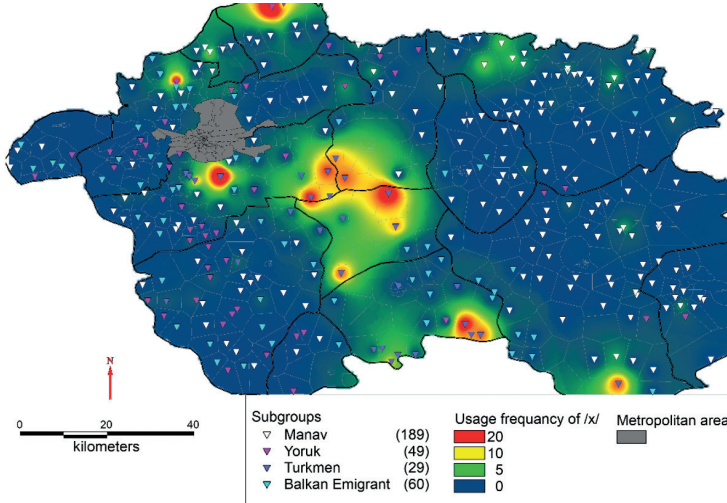 N
0 20 40
kilometers
Subgroups
Manav (189)
Yoruk (49)
Turkmen (29)
Balkan Emigrant (60)
Usage frequancy of /x/
20
10
5
0
Metropolitan area